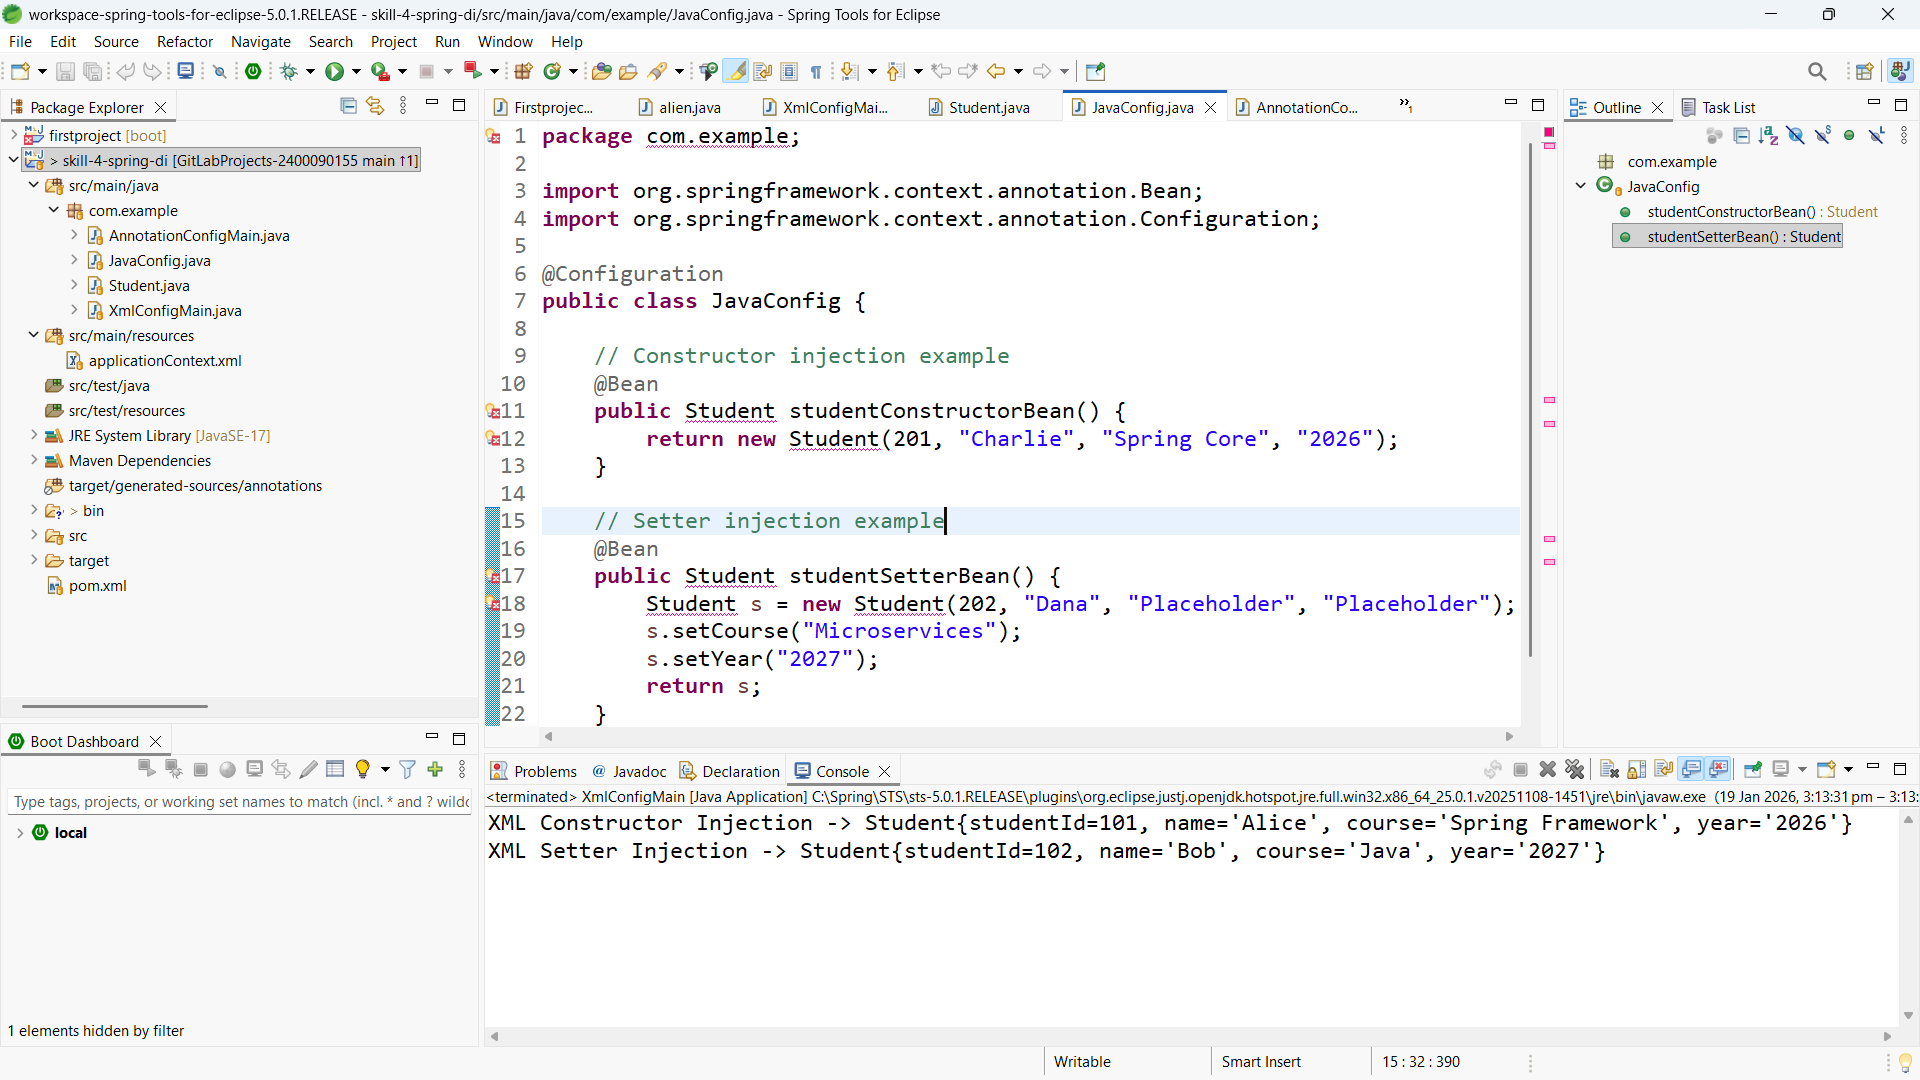 workspace-spring-tools-for-eclipse-5.0.1.RELEASE - skill-4-spring-di/src/main/java/com/example/JavaConfig.java - Spring Tools for Eclipse
File Edit Source Refactor Navigate Search Project Run Window Help
Package Explorer
firstproject [boot]
> skill-4-spring-di [GitLabProjects-2400090155 main ↑1]
src/main/java
com.example
AnnotationConfigMain.java
JavaConfig.java
Student.java
XmlConfigMain.java
src/main/resources
applicationContext.xml
src/test/java
src/test/resources
JRE System Library [JavaSE-17]
Maven Dependencies
target/generated-sources/annotations
> bin
src
target
pom.xml
Boot Dashboard
Type tags, projects, or working set names to match (incl. * and ? wildc
local
1 elements hidden by filter
Firstprojec... alien.java XmlConfigMai... Student.java JavaConfig.java AnnotationCo... »1
1 package com.example;
2
3 import org.springframework.context.annotation.Bean;
4 import org.springframework.context.annotation.Configuration;
5
6 @Configuration
7 public class JavaConfig {
8
9 // Constructor injection example
10 @Bean
11 public Student studentConstructorBean() {
12 return new Student(201, "Charlie", "Spring Core", "2026");
13 }
14
15 // Setter injection example
16 @Bean
17 public Student studentSetterBean() {
18 Student s = new Student(202, "Dana", "Placeholder", "Placeholder");
19 s.setCourse("Microservices");
20 s.setYear("2027");
21 return s;
22 }
Outline Task List
com.example
JavaConfig
studentConstructorBean() : Student
studentSetterBean() : Student
Problems Javadoc Declaration Console
<terminated> XmlConfigMain [Java Application] C:\Spring\STS\sts-5.0.1.RELEASE\plugins\org.eclipse.justj.openjdk.hotspot.jre.full.win32.x86_64_25.0.1.v20251108-1451\jre\bin\javaw.exe (19 Jan 2026, 3:13:31 pm – 3:13:
XML Constructor Injection -> Student{studentId=101, name='Alice', course='Spring Framework', year='2026'}
XML Setter Injection -> Student{studentId=102, name='Bob', course='Java', year='2027'}
Writable Smart Insert 15 : 32 : 390